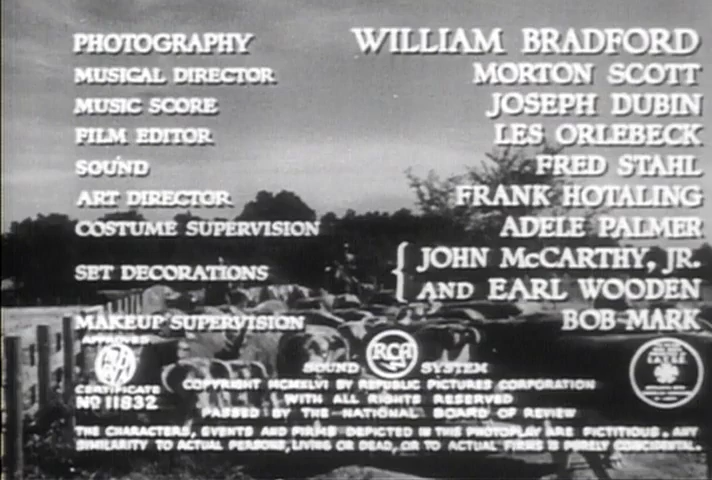 PHOTOGRAPHY WILLIAM BRADFORD
MUSICAL DIRECTOR MORTON SCOTT
MUSIC SCORE JOSEPH DUBIN
FILM EDITOR LES ORLEBECK
SOUND FRED STAHL
ART DIRECTOR FRANK HOTALING
COSTUME SUPERVISION ADELE PALMER
SET DECORATIONS { JOHN McCARTHY, JR.
AND EARL WOODEN
MAKEUP SUPERVISION BOB MARK
APPROVED
CERTIFICATE
No 11832
SOUND RCA SYSTEM
COPYRIGHT MCMXLVI BY REPUBLIC PICTURES CORPORATION
WITH ALL RIGHTS RESERVED
PASSED BY THE NATIONAL BOARD OF REVIEW
THE CHARACTERS, EVENTS AND FIRMS DEPICTED IN THIS PHOTOPLAY ARE FICTITIOUS. ANY
SIMILARITY TO ACTUAL PERSONS, LIVING OR DEAD, OR TO ACTUAL FIRMS IS PURELY COINCIDENTAL.